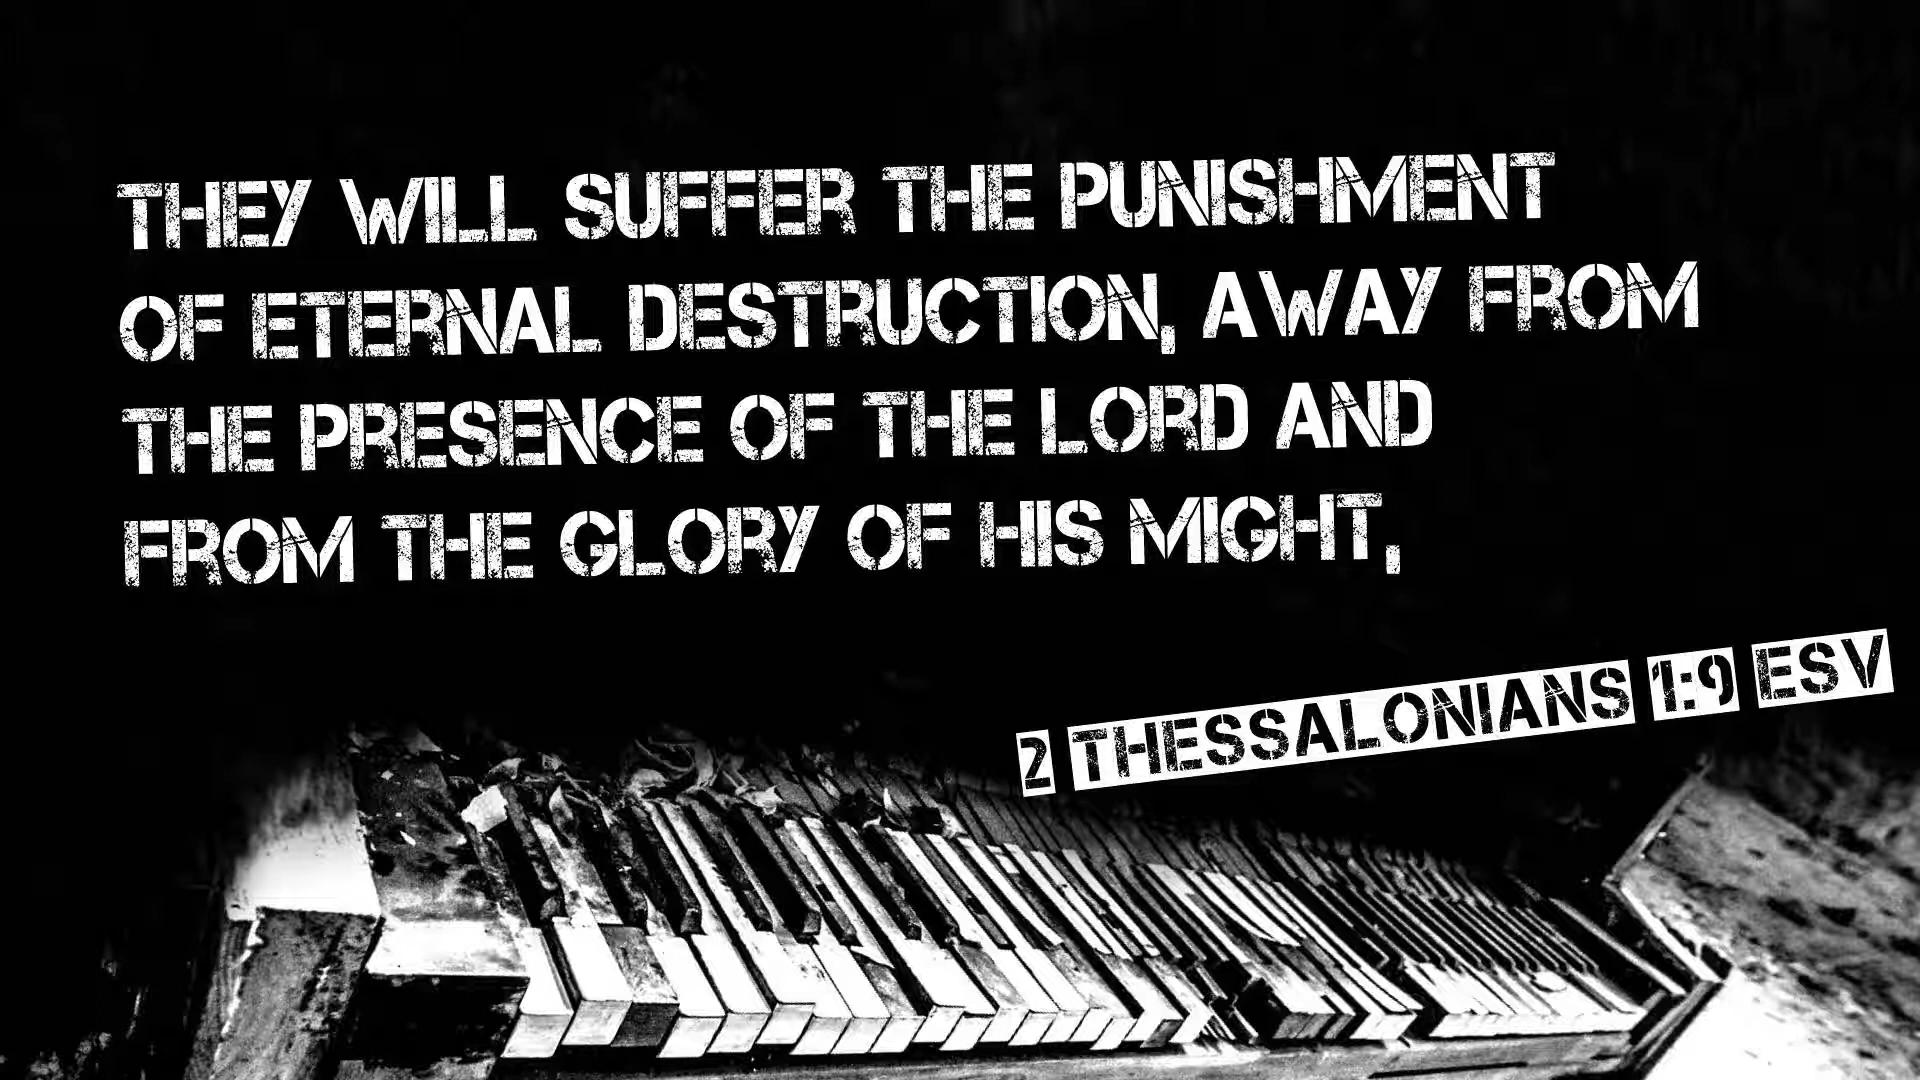 THEY WILL SUFFER THE PUNISHMENT
OF ETERNAL DESTRUCTION, AWAY FROM
THE PRESENCE OF THE LORD AND
FROM THE GLORY OF HIS MIGHT,
2 THESSALONIANS 1:9 ESV